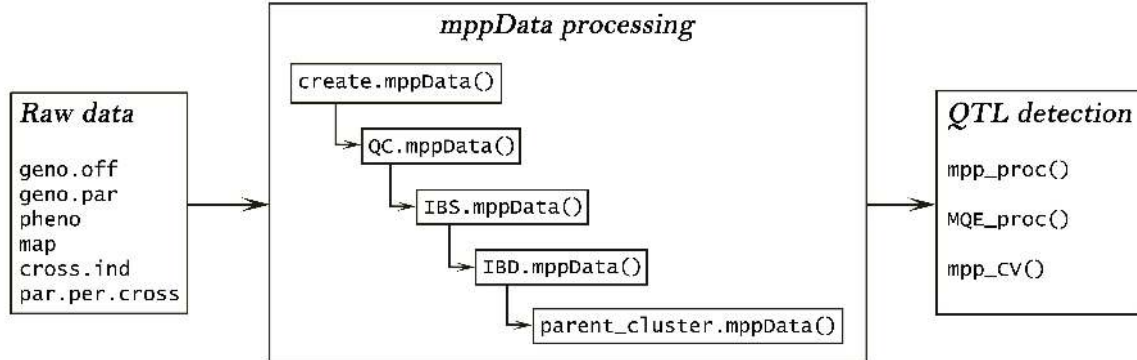 Raw data
geno.off
geno.par
pheno
map
cross.ind
par.per.cross
mppData processing
create.mppData()
QC.mppData()
IBS.mppData()
IBD.mppData()
parent_cluster.mppData()
QTL detection
mpp_proc()
MQE_proc()
mpp_CV()